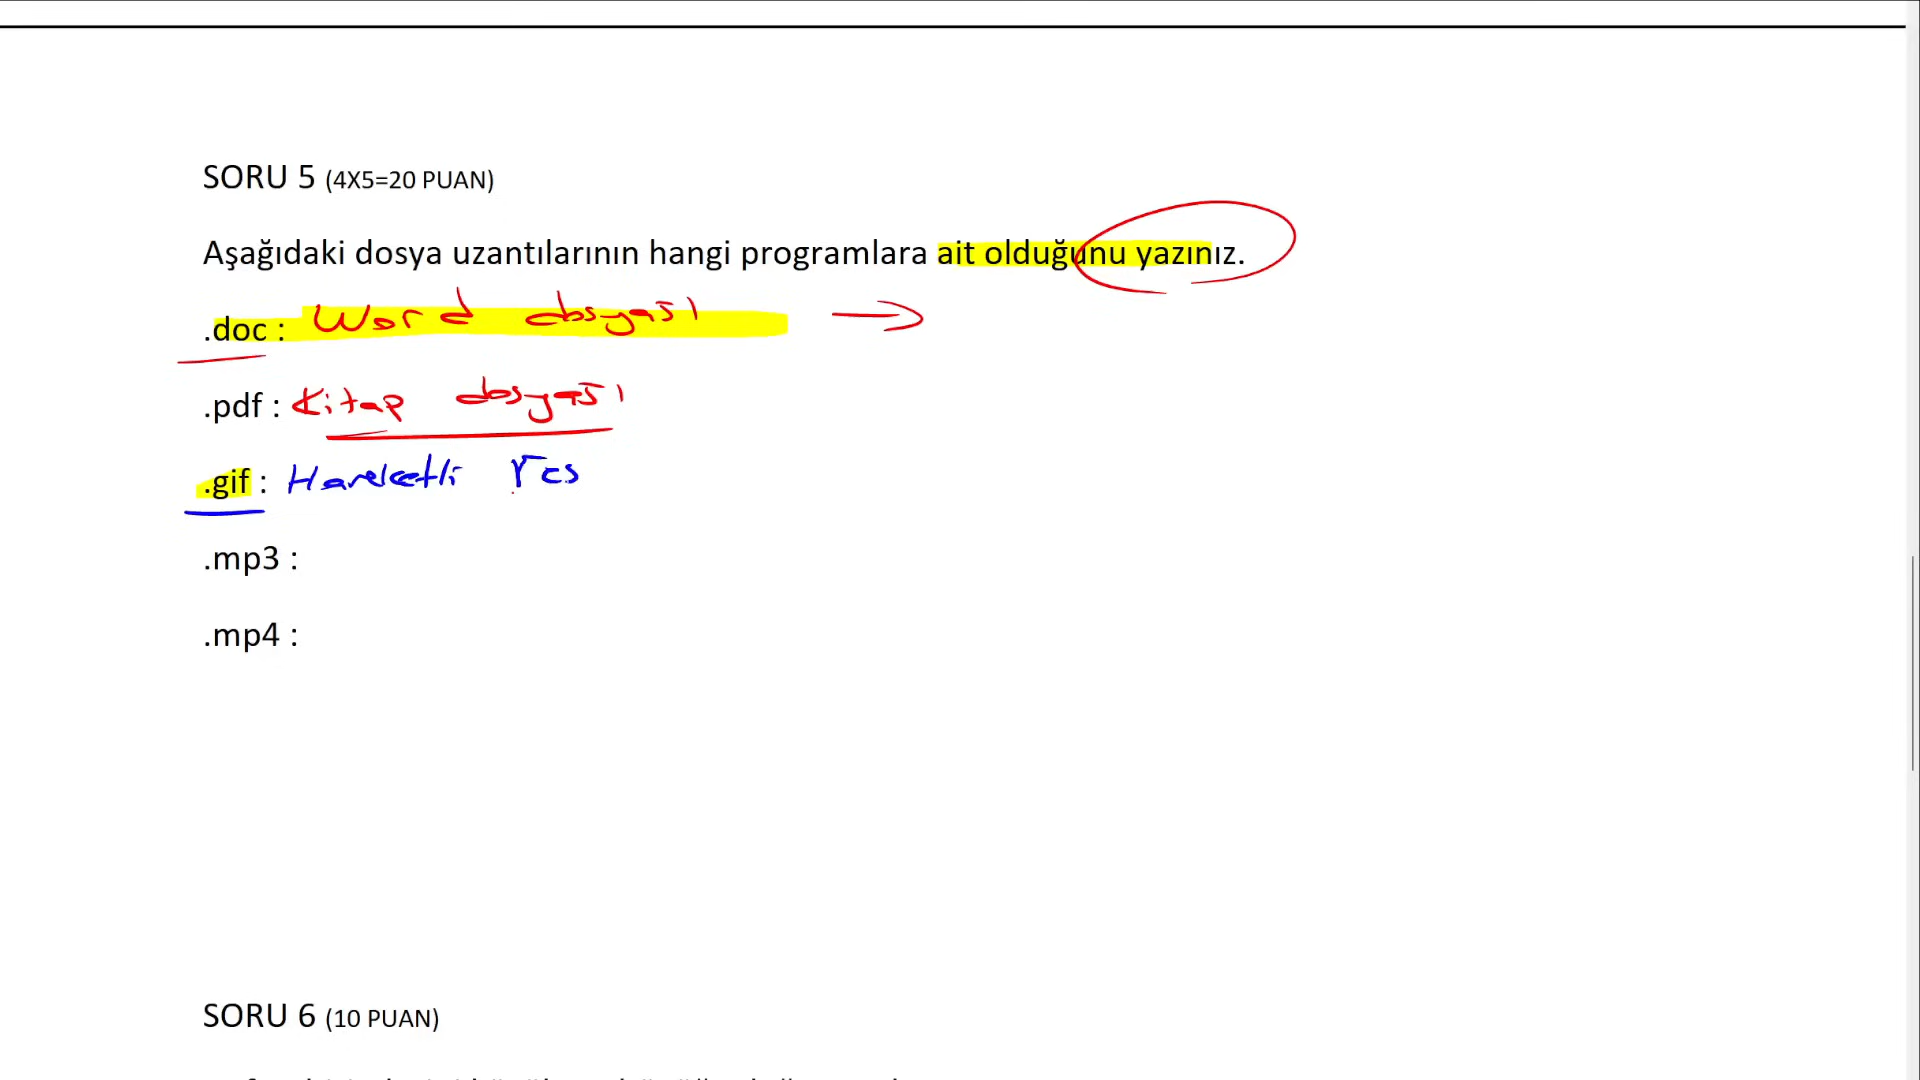 SORU 5 (4X5=20 PUAN)
Aşağıdaki dosya uzantılarının hangi programlara ait olduğunu yazınız.
.doc : Word dosyası
.pdf : Kitap dosyası
.gif : Hareketli res
.mp3 :
.mp4 :
SORU 6 (10 PUAN)